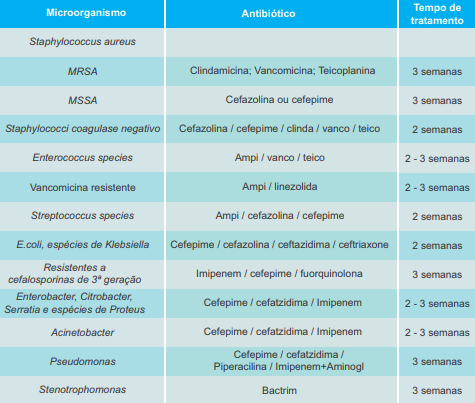 Microorganismo Antibiótico Tempo de tratamento
Staphylococcus aureus
MRSA Clindamicina; Vancomicina; Teicoplanina 3 semanas
MSSA Cefazolina ou cefepime 3 semanas
Staphylococci coagulase negativo Cefazolina / cefepime / clinda / vanco / teico 2 semanas
Enterococcus species Ampi / vanco / teico 2 - 3 semanas
Vancomicina resistente Ampi / linezolida 2 - 3 semanas
Streptococcus species Ampi / cefazolina / cefepime 2 semanas
E.coli, espécies de Klebsiella Cefepime / cefazolina / ceftazidima / ceftriaxone 2 semanas
Resistentes a
cefalosporinas de 3ª geração Imipenem / cefepime / fuorquinolona 3 semanas
Enterobacter, Citrobacter,
Serratia e espécies de Proteus Cefepime / cefatzidima / Imipenem 2 - 3 semanas
Acinetobacter Cefepime / cefatzidima / Imipenem 2 - 3 semanas
Pseudomonas Cefepime / cefatzidima /
Piperacilina / Imipenem+Aminogl 3 semanas
Stenotrophomonas Bactrim 3 semanas